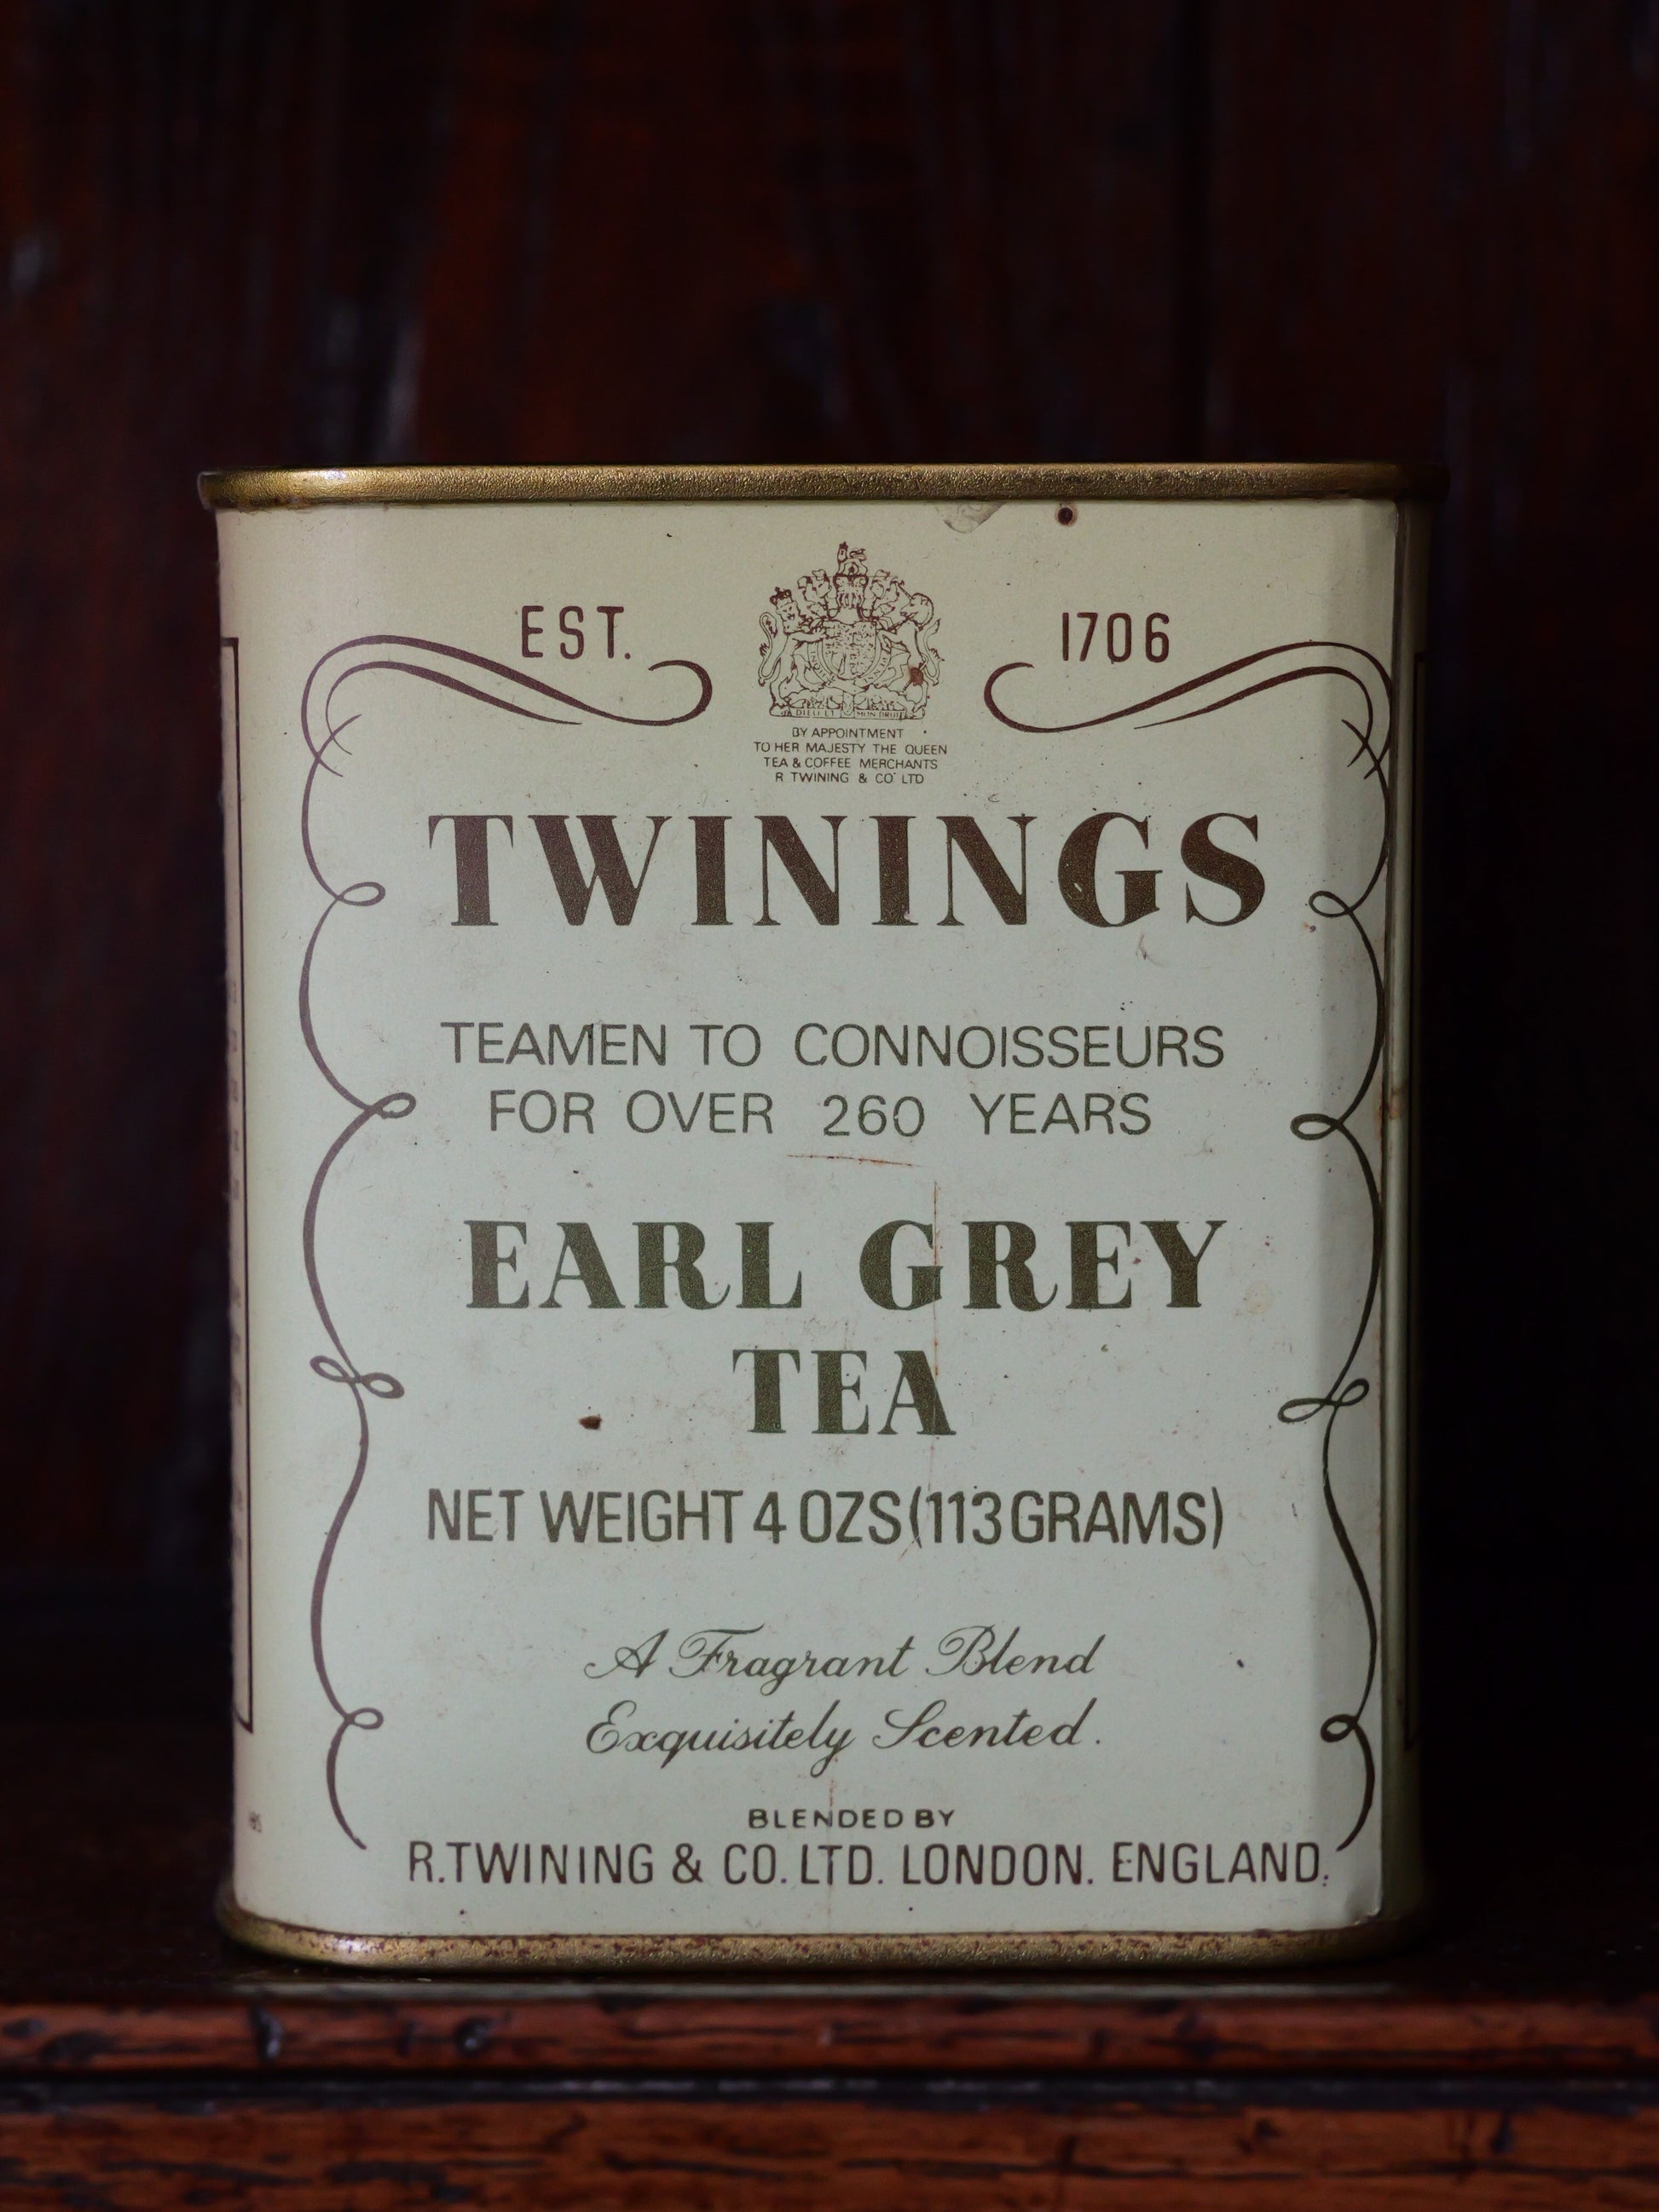 EST. 1706
BY APPOINTMENT
TO HER MAJESTY THE QUEEN
TEA & COFFEE MERCHANTS
R TWINING & CO LTD
TWININGS
TEAMEN TO CONNOISSEURS
FOR OVER 260 YEARS
EARL GREY
TEA
NET WEIGHT 4 OZS (113 GRAMS)
A Fragrant Blend
Exquisitely Scented.
BLENDED BY
R. TWINING & CO. LTD. LONDON. ENGLAND.